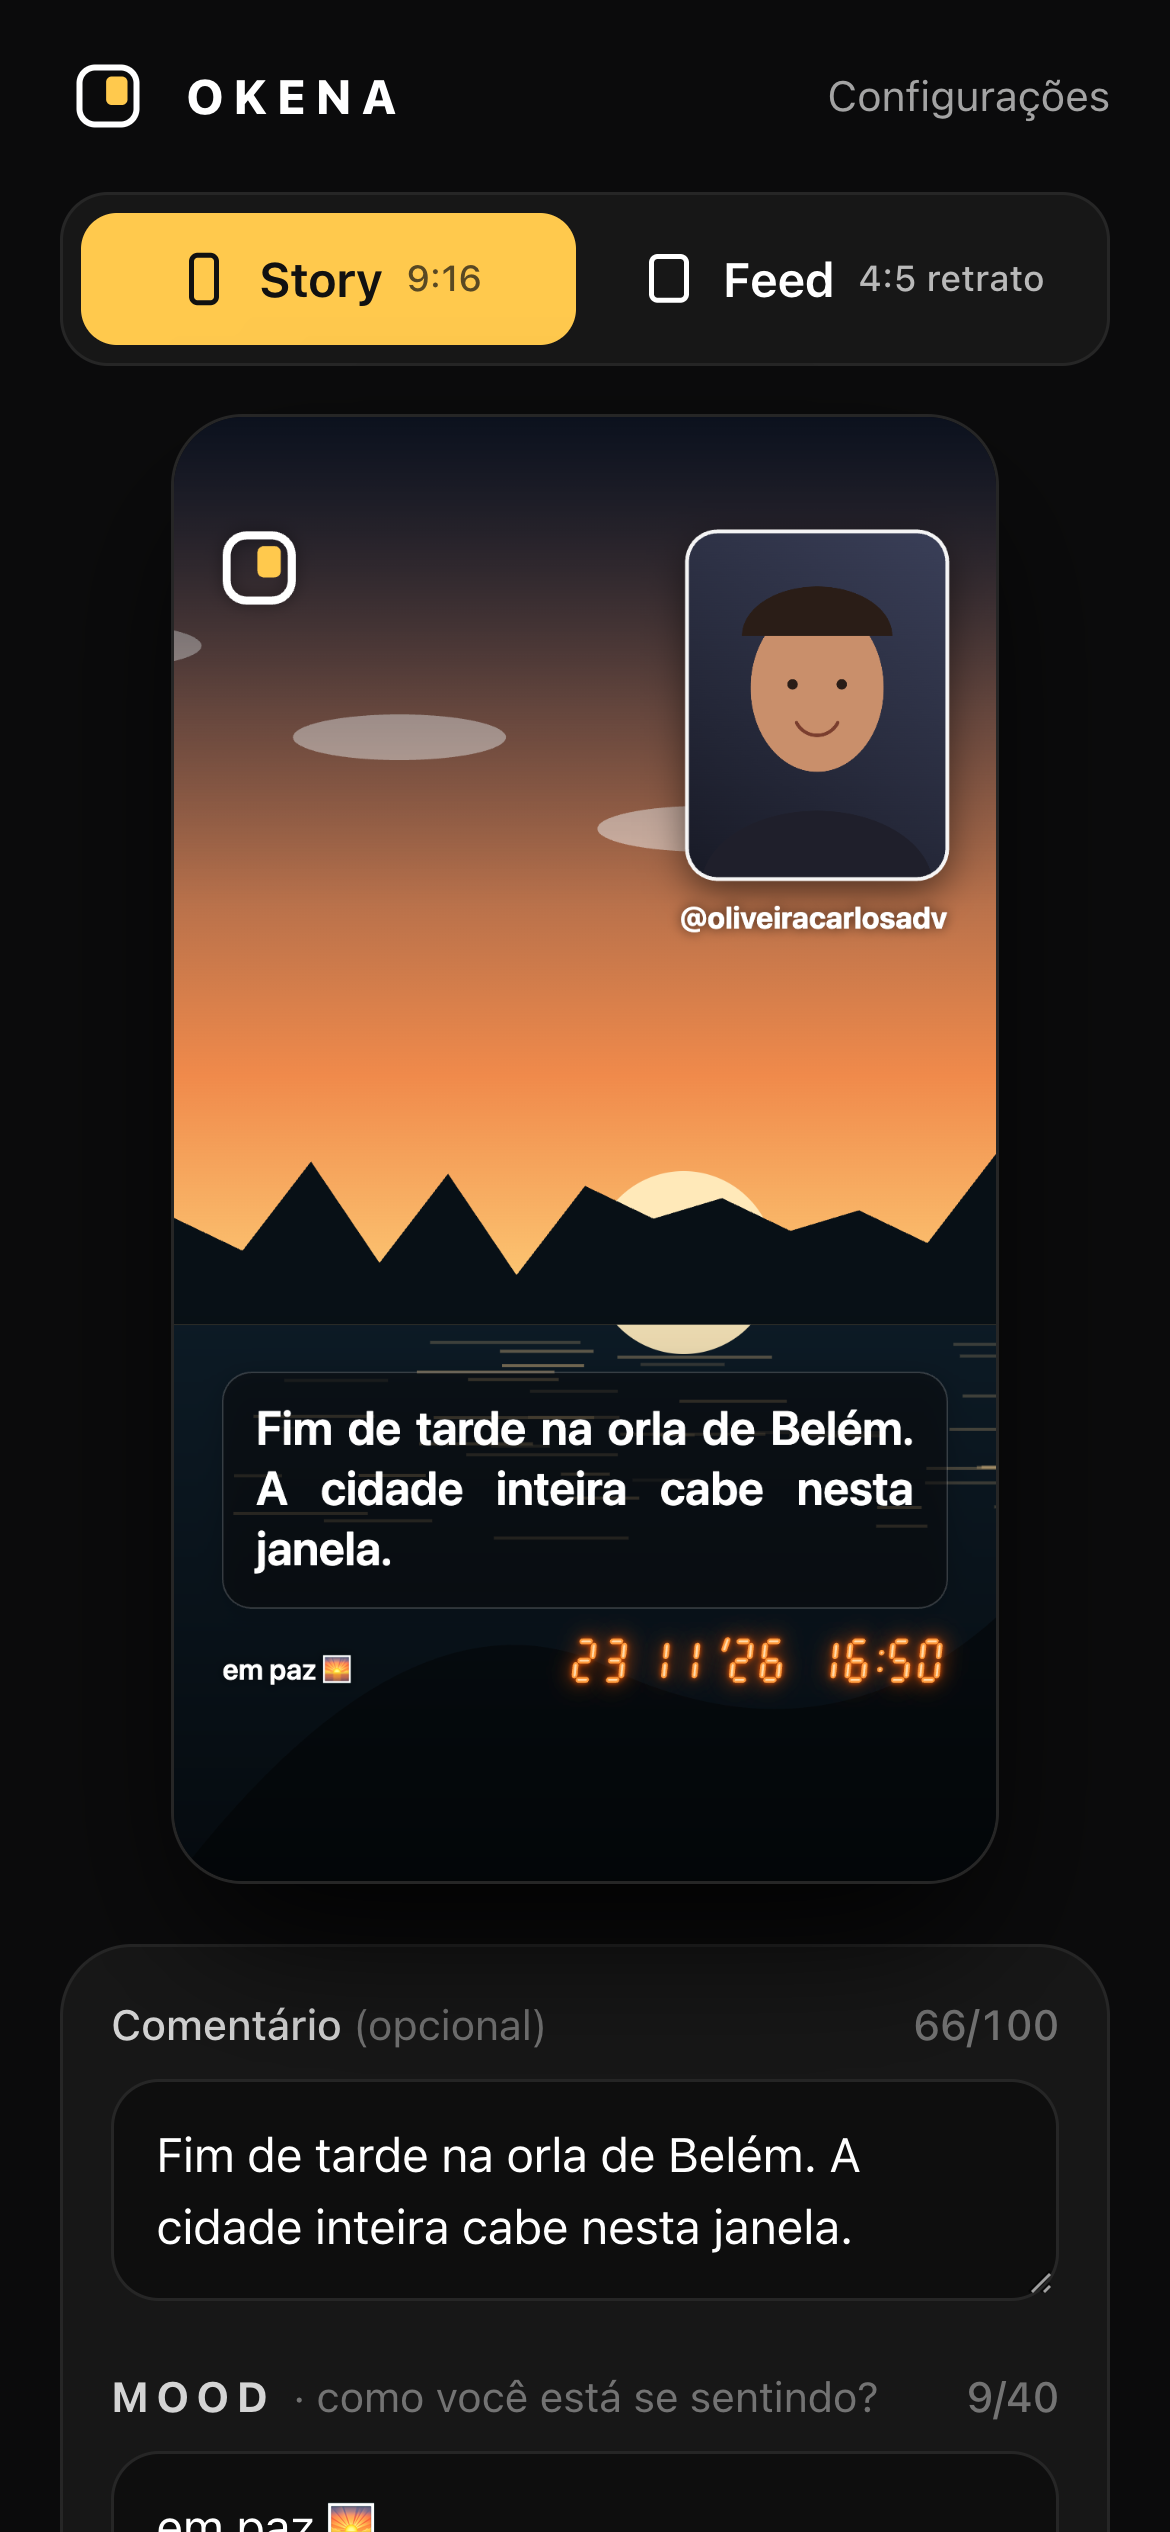 OKENA
Configurações
Story 9:16
Feed 4:5 retrato
@oliveiracarlosadv
Fim de tarde na orla de Belém.
A cidade inteira cabe nesta
janela.
em paz 🌅
23 11 '26 16:50
Comentário (opcional) 66/100
Fim de tarde na orla de Belém. A
cidade inteira cabe nesta janela.
MOOD · como você está se sentindo? 9/40
em paz 🌅